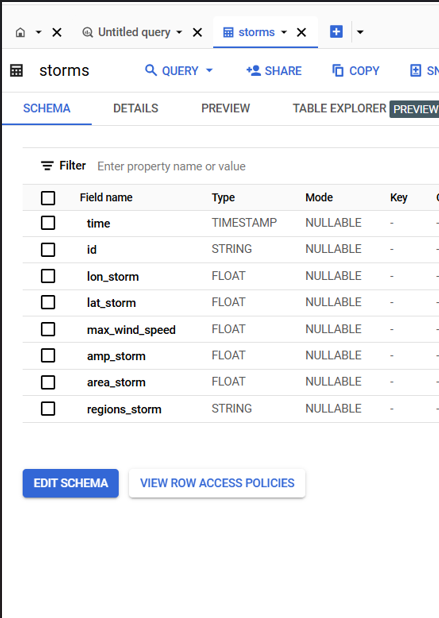 Untitled query storms
storms QUERY SHARE COPY SN
SCHEMA DETAILS PREVIEW TABLE EXPLORER PREVIEW
Filter Enter property name or value
Field name Type Mode Key
time TIMESTAMP NULLABLE -
id STRING NULLABLE -
lon_storm FLOAT NULLABLE -
lat_storm FLOAT NULLABLE -
max_wind_speed FLOAT NULLABLE -
amp_storm FLOAT NULLABLE -
area_storm FLOAT NULLABLE -
regions_storm STRING NULLABLE -
EDIT SCHEMA VIEW ROW ACCESS POLICIES